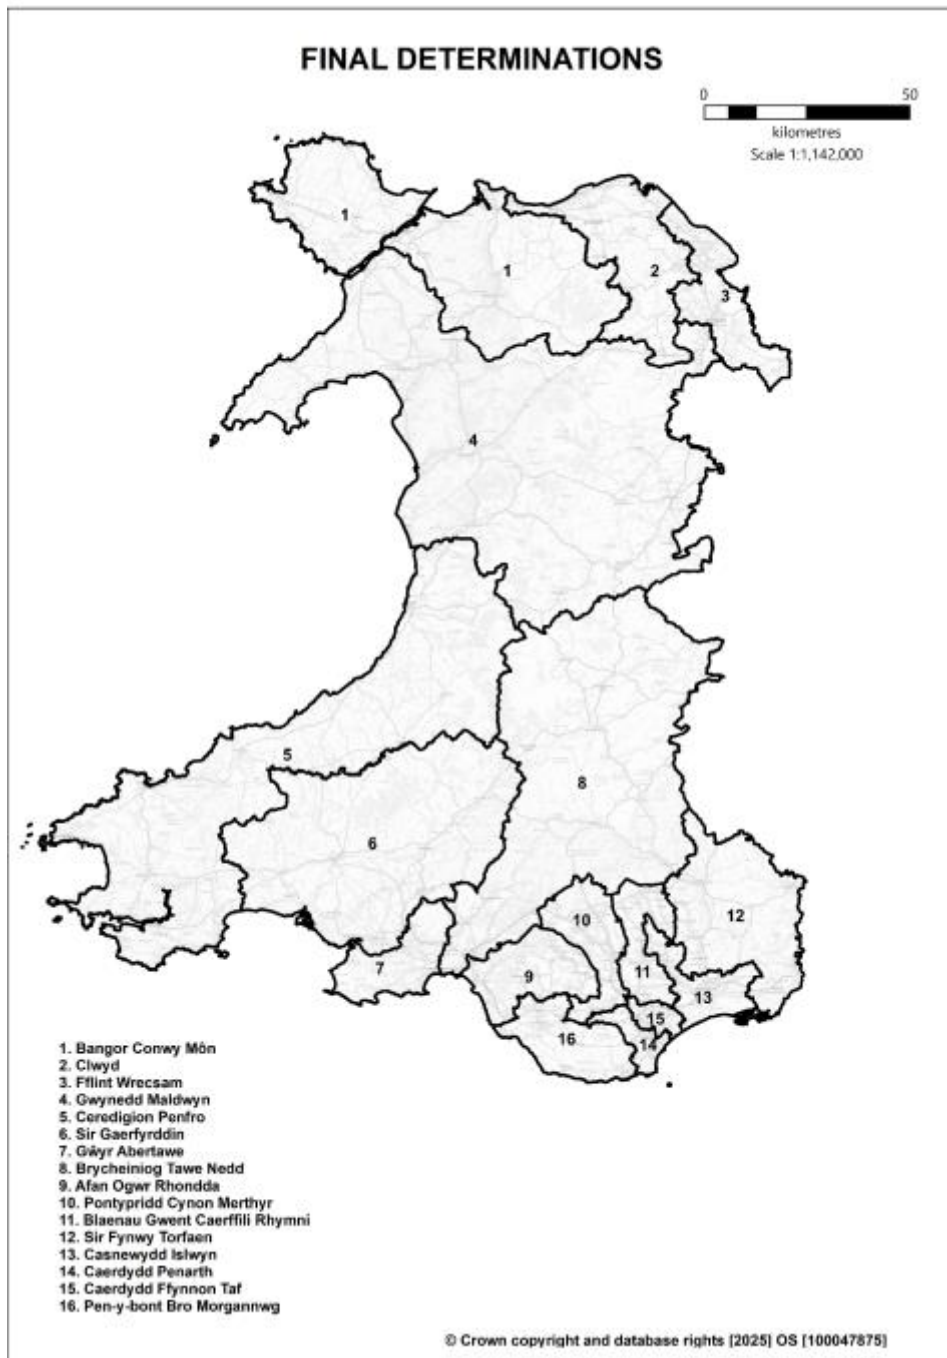 FINAL DETERMINATIONS
0 50
kilometres
Scale 1:1,142,000
1
1
2
3
4
5
8
6
10
12
7
9
11
13
15
16
14
1. Bangor Conwy Môn
2. Clwyd
3. Fflint Wrecsam
4. Gwynedd Maldwyn
5. Ceredigion Penfro
6. Sir Gaerfyrddin
7. Gŵyr Abertawe
8. Brycheiniog Tawe Nedd
9. Afan Ogwr Rhondda
10. Pontypridd Cynon Merthyr
11. Blaenau Gwent Caerffili Rhymni
12. Sir Fynwy Torfaen
13. Casnewydd Islwyn
14. Caerdydd Penarth
15. Caerdydd Ffynnon Taf
16. Pen-y-bont Bro Morgannwg
© Crown copyright and database rights [2025] OS [100047875]